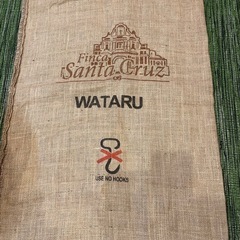 Finca
Santa Cruz
WATARU
USE NO HOOKS